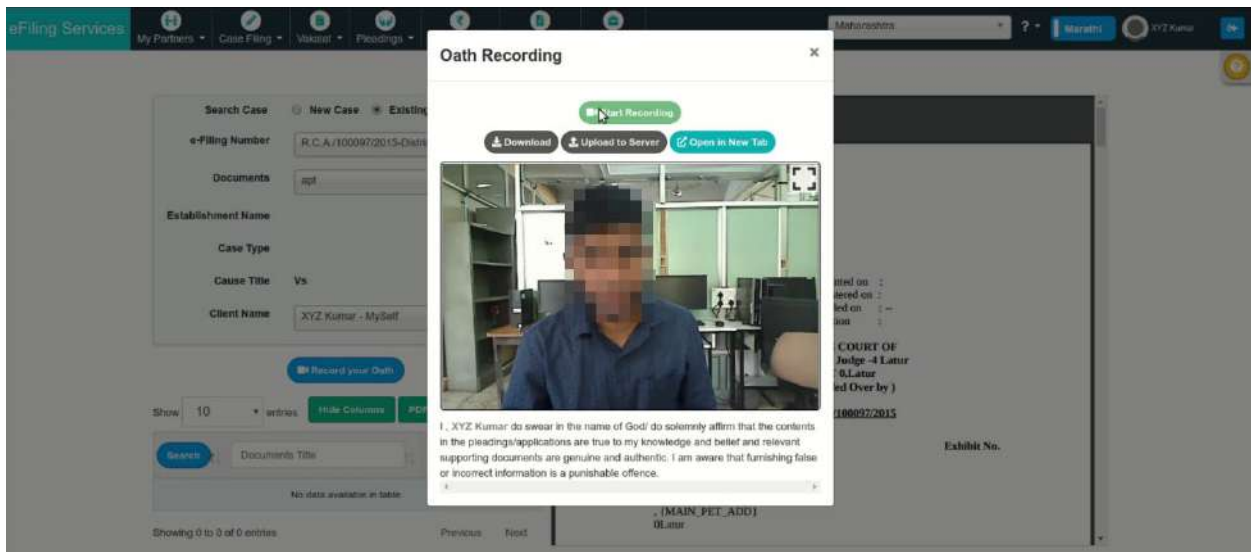 eFiling Services
My Partners
Case Filing
Vakalat
Pleadings
Maharashtra
?
Marathi
XYZ Kumar
Oath Recording
×
Start Recording
Download
Upload to Server
Open in New Tab
Search Case
New Case
Existing
e-Filing Number
R.C.A./100097/2015-Distri
Documents
apt
Establishment Name
Case Type
Cause Title
Vs
Client Name
XYZ Kumar - MySelf
Record your Oath
Show 10 entries
Hide Columns
PDF
Search
Documents Title
No data available in table
Showing 0 to 0 of 0 entries
Previous
Next
I , XYZ Kumar do swear in the name of God/ do solemnly affirm that the contents
in the pleadings/applications are true to my knowledge and belief and relevant
supporting documents are genuine and authentic. I am aware that furnishing false
or incorrect information is a punishable offence.
COURT OF
Judge -4 Latur
0,Latur
ed Over by )
/100097/2015
Exhibit No.
, {MAIN_PET_ADD}
0Latur